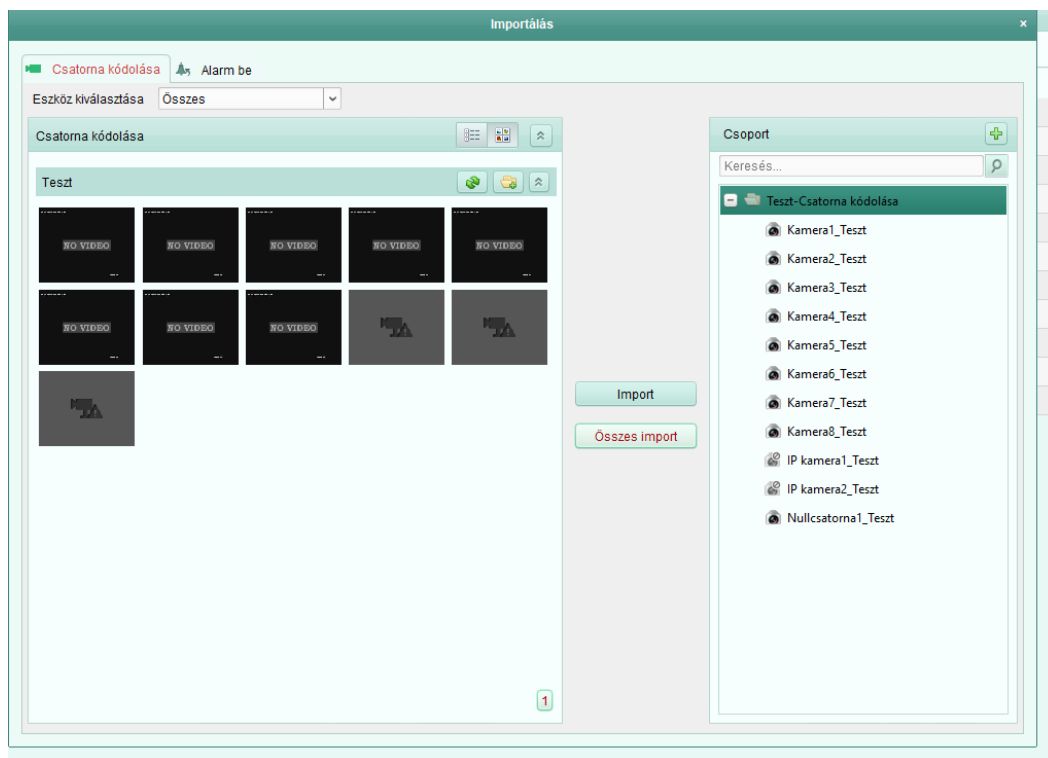 Importálás
Csatorna kódolása
Alarm be
Eszköz kiválasztása
Összes
Csatorna kódolása
Teszt
NO VIDEO
NO VIDEO
NO VIDEO
NO VIDEO
NO VIDEO
NO VIDEO
NO VIDEO
NO VIDEO
1
Import
Összes import
Csoport
Keresés...
Teszt-Csatorna kódolása
Kamera1_Teszt
Kamera2_Teszt
Kamera3_Teszt
Kamera4_Teszt
Kamera5_Teszt
Kamera6_Teszt
Kamera7_Teszt
Kamera8_Teszt
IP kamera1_Teszt
IP kamera2_Teszt
Nullcsatorna1_Teszt